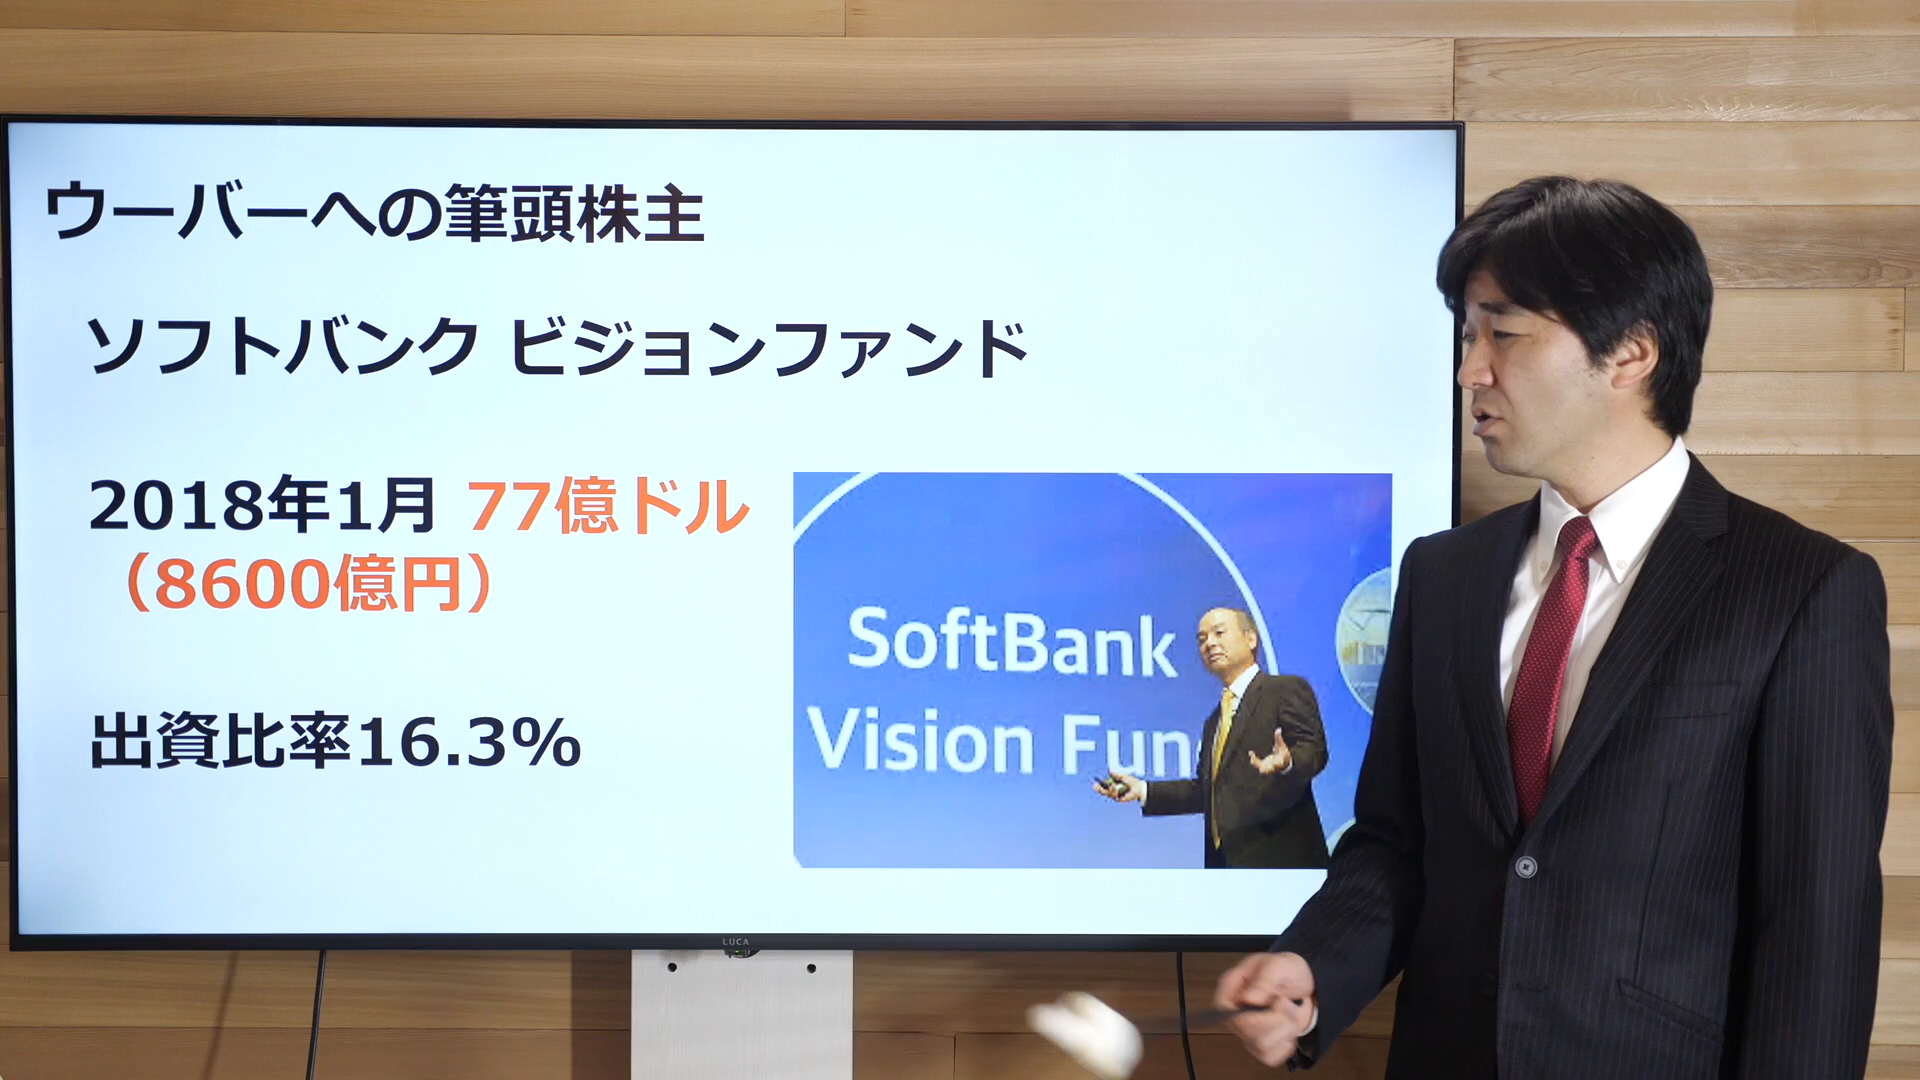 ウーバーへの筆頭株主
ソフトバンク ビジョンファンド
2018年1月 77億ドル
（8600億円）
出資比率16.3%
SoftBank
Vision Fun
LUCA